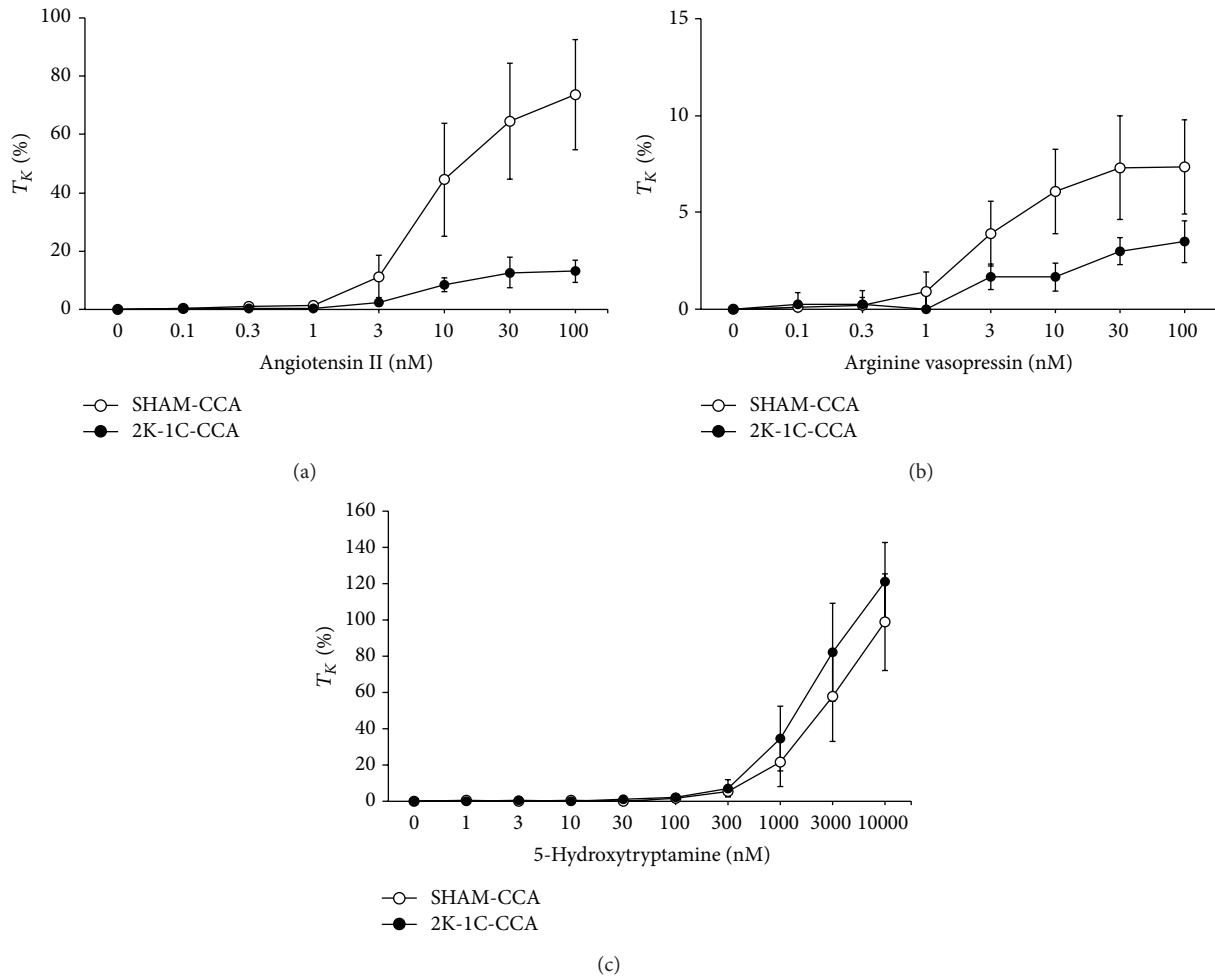 100
80
60
40
20
0
T_K (%)
0 0.1 0.3 1 3 10 30 100
Angiotensin II (nM)
SHAM-CCA
2K-1C-CCA
(a)
15
10
5
0
T_K (%)
0 0.1 0.3 1 3 10 30 100
Arginine vasopressin (nM)
SHAM-CCA
2K-1C-CCA
(b)
160
140
120
100
80
60
40
20
0
T_K (%)
0 1 3 10 30 100 300 1000 3000 10000
5-Hydroxytryptamine (nM)
SHAM-CCA
2K-1C-CCA
(c)